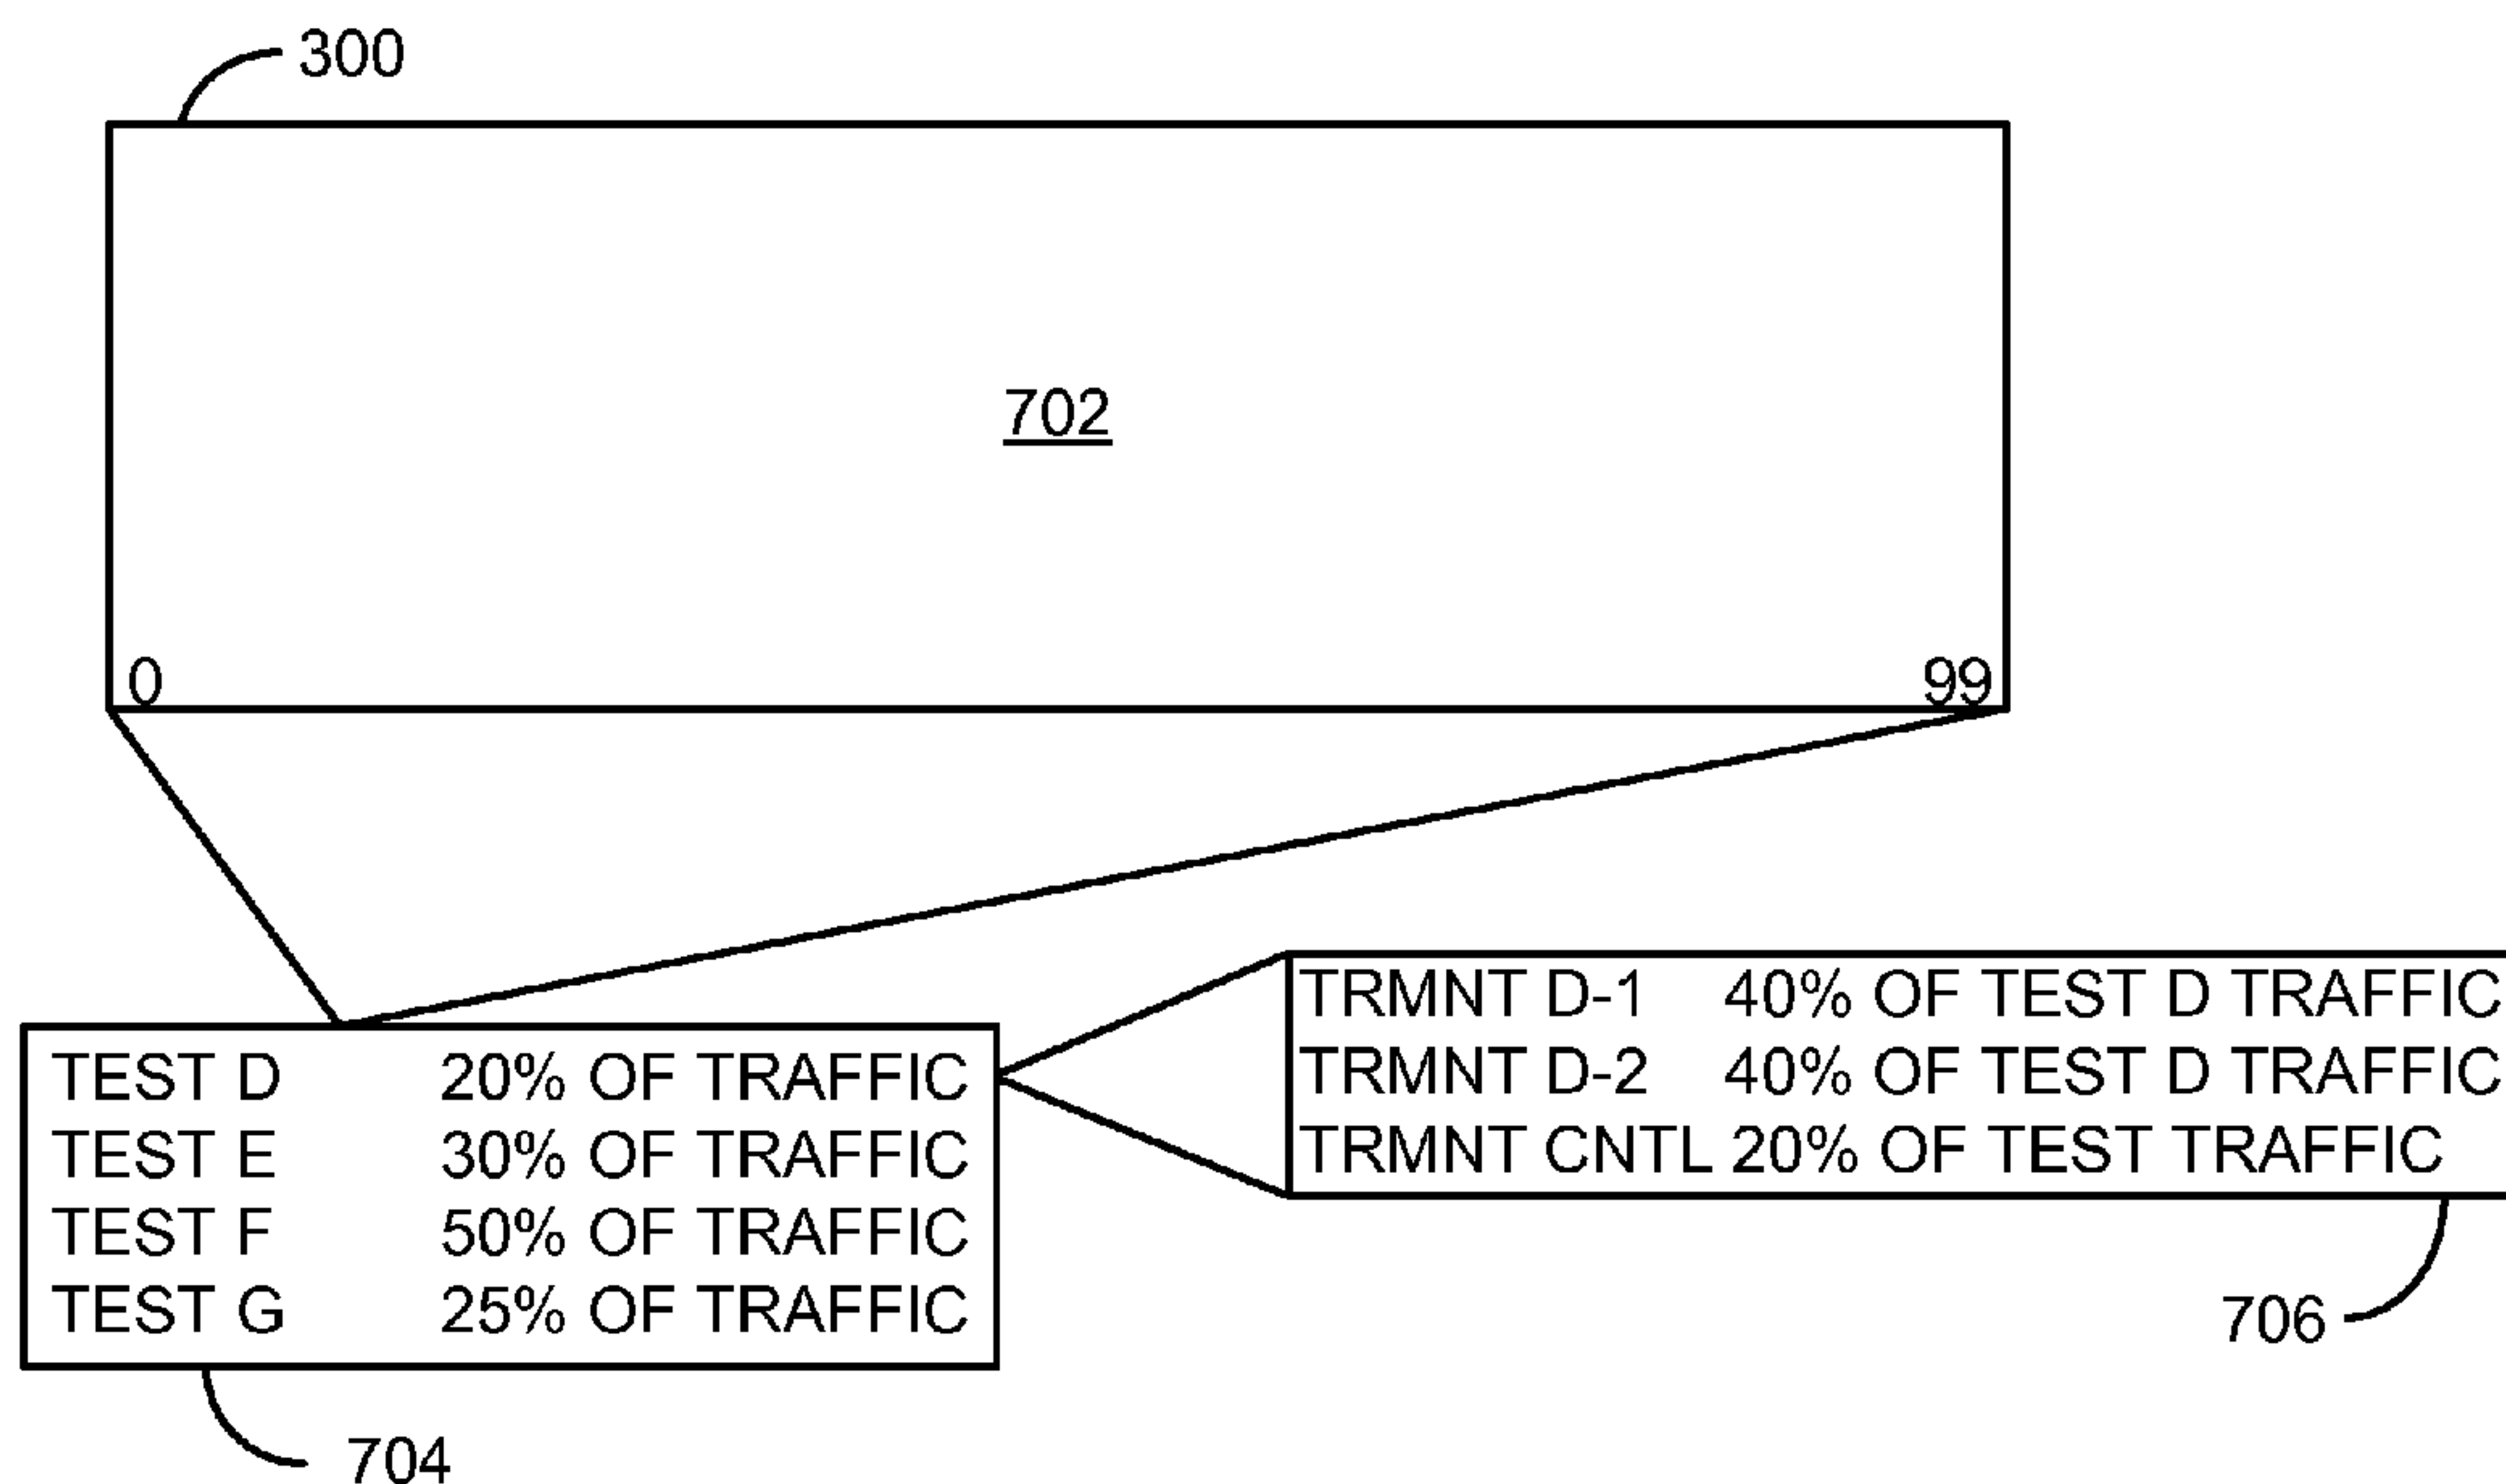 300
702
0 99
TEST D 20% OF TRAFFIC
TEST E 30% OF TRAFFIC
TEST F 50% OF TRAFFIC
TEST G 25% OF TRAFFIC
704
TRMNT D-1 40% OF TEST D TRAFFIC
TRMNT D-2 40% OF TEST D TRAFFIC
TRMNT CNTL 20% OF TEST TRAFFIC
706